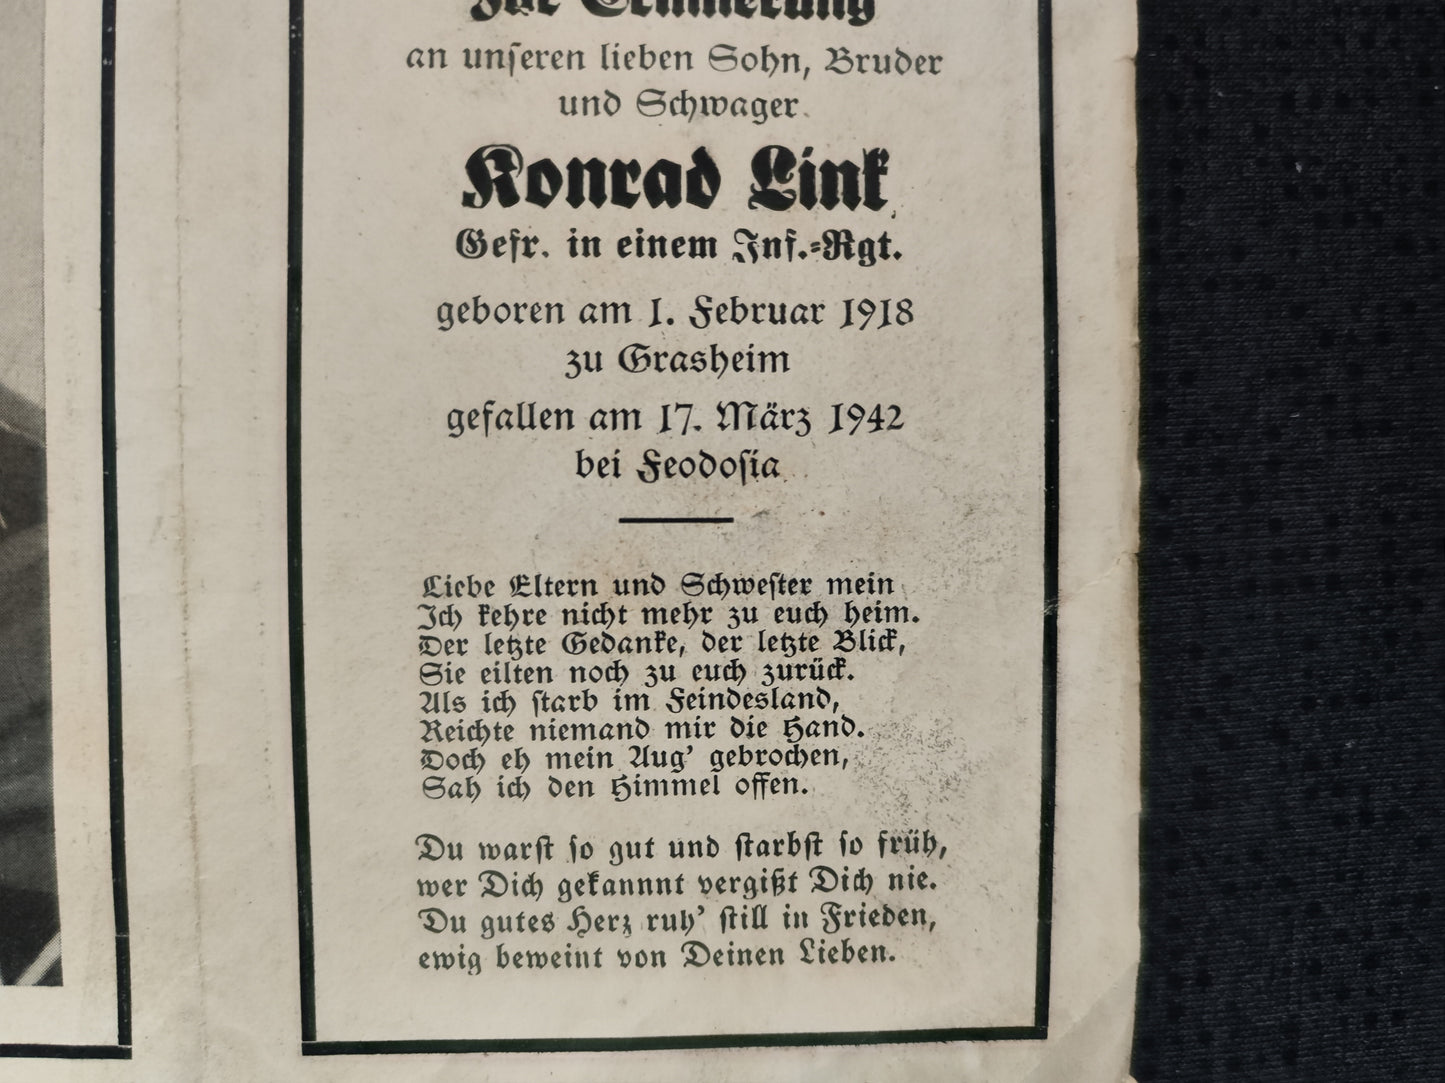 Zur Erinnerung
an unseren lieben Sohn, Bruder
und Schwager
Konrad Link
Gefr. in einem Inf.-Rgt.
geboren am 1. Februar 1918
zu Grasheim
gefallen am 17. März 1942
bei Feodosia
Liebe Eltern und Schwester mein
Ich kehre nicht mehr zu euch heim.
Der letzte Gedanke, der letzte Blick,
Sie eilten noch zu euch zurück.
Als ich starb im Feindesland,
Reichte niemand mir die Hand.
Doch eh mein Aug' gebrochen,
Sah ich den Himmel offen.
Du warst so gut und starbst so früh,
wer Dich gekannnt vergißt Dich nie.
Du gutes Herz ruh' still in Frieden,
ewig beweint von Deinen Lieben.